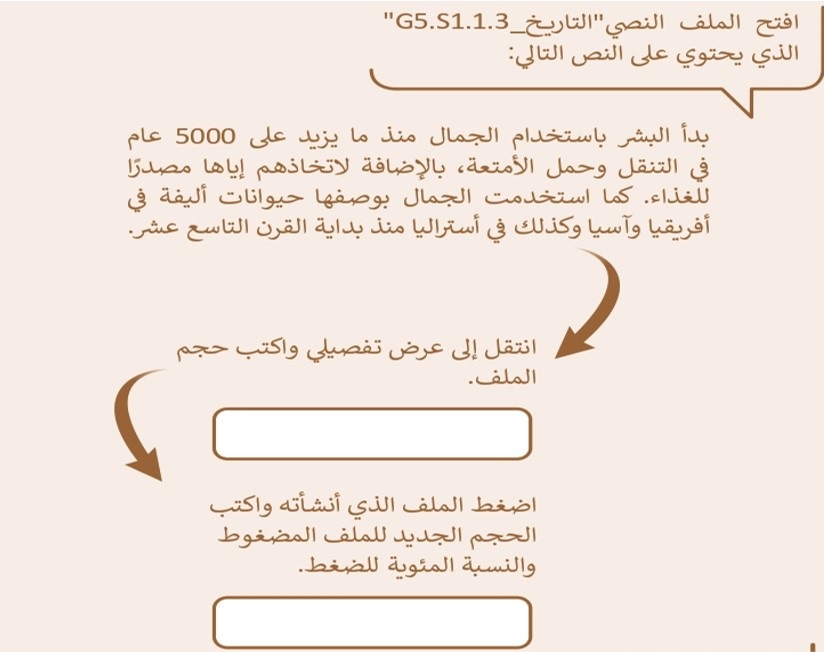 افتح الملف النصي"التاريخ_G5.S1.1.3"
الذي يحتوي على النص التالي:
بدأ البشر باستخدام الجمال منذ ما يزيد على 5000 عام
في التنقل وحمل الأمتعة، بالإضافة لاتخاذهم إياها مصدرًا
للغذاء. كما استخدمت الجمال بوصفها حيوانات أليفة في
أفريقيا وآسيا وكذلك في أستراليا منذ بداية القرن التاسع عشر.
انتقل إلى عرض تفصيلي واكتب حجم
الملف.
اضغط الملف الذي أنشأته واكتب
الحجم الجديد للملف المضغوط
والنسبة المئوية للضغط.